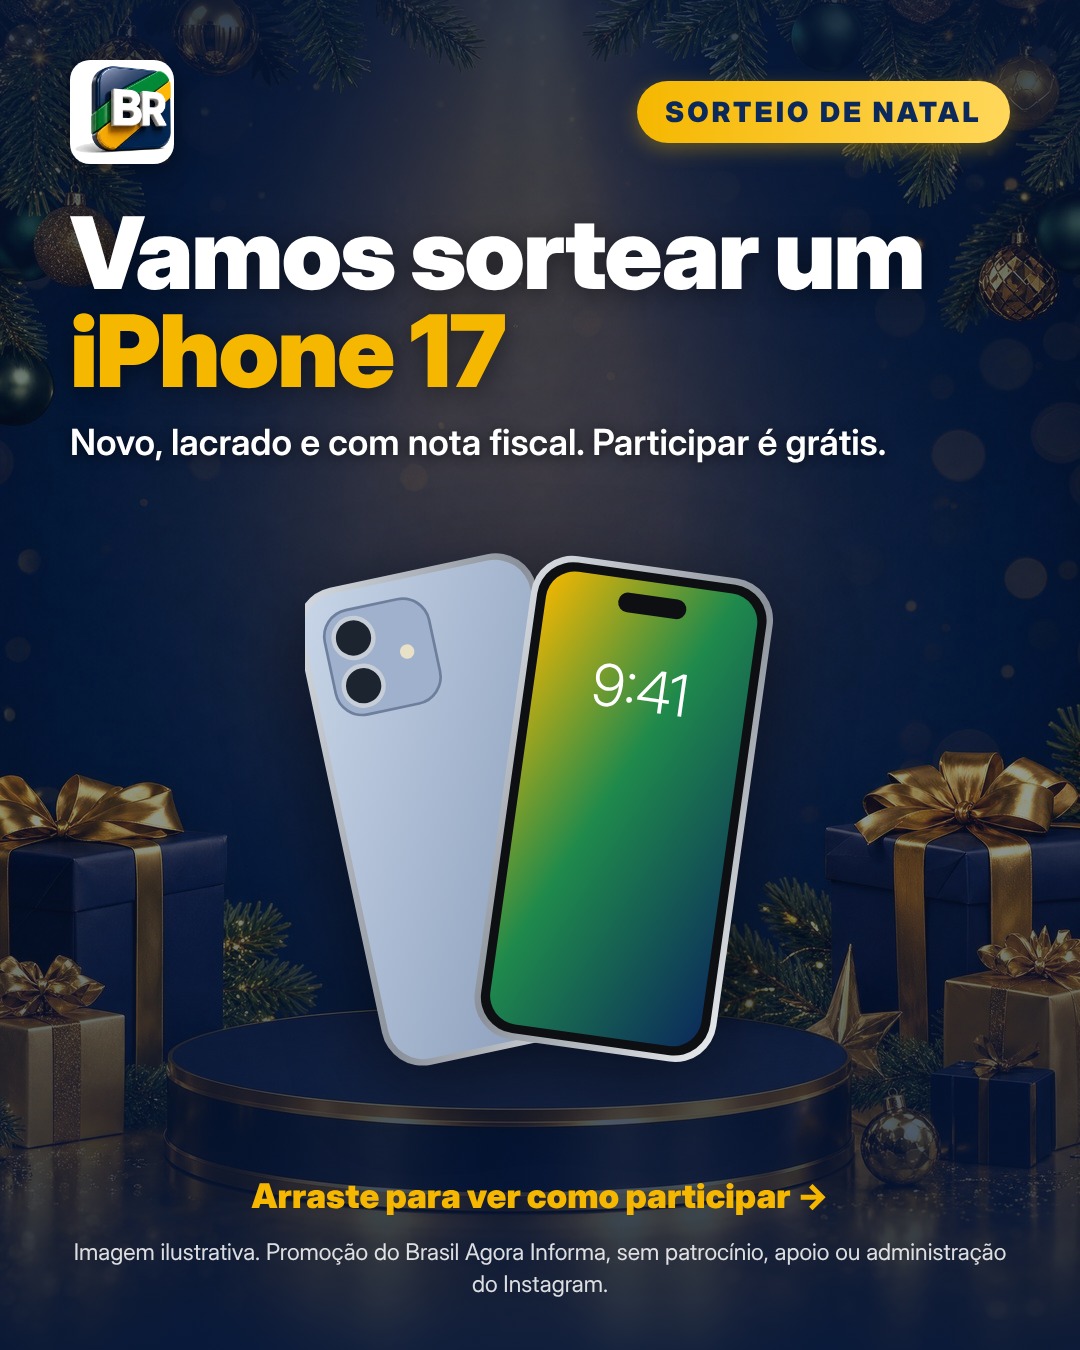 BR
SORTEIO DE NATAL
Vamos sortear um
iPhone 17
Novo, lacrado e com nota fiscal. Participar é grátis.
9:41
Arraste para ver como participar →
Imagem ilustrativa. Promoção do Brasil Agora Informa, sem patrocínio, apoio ou administração
do Instagram.